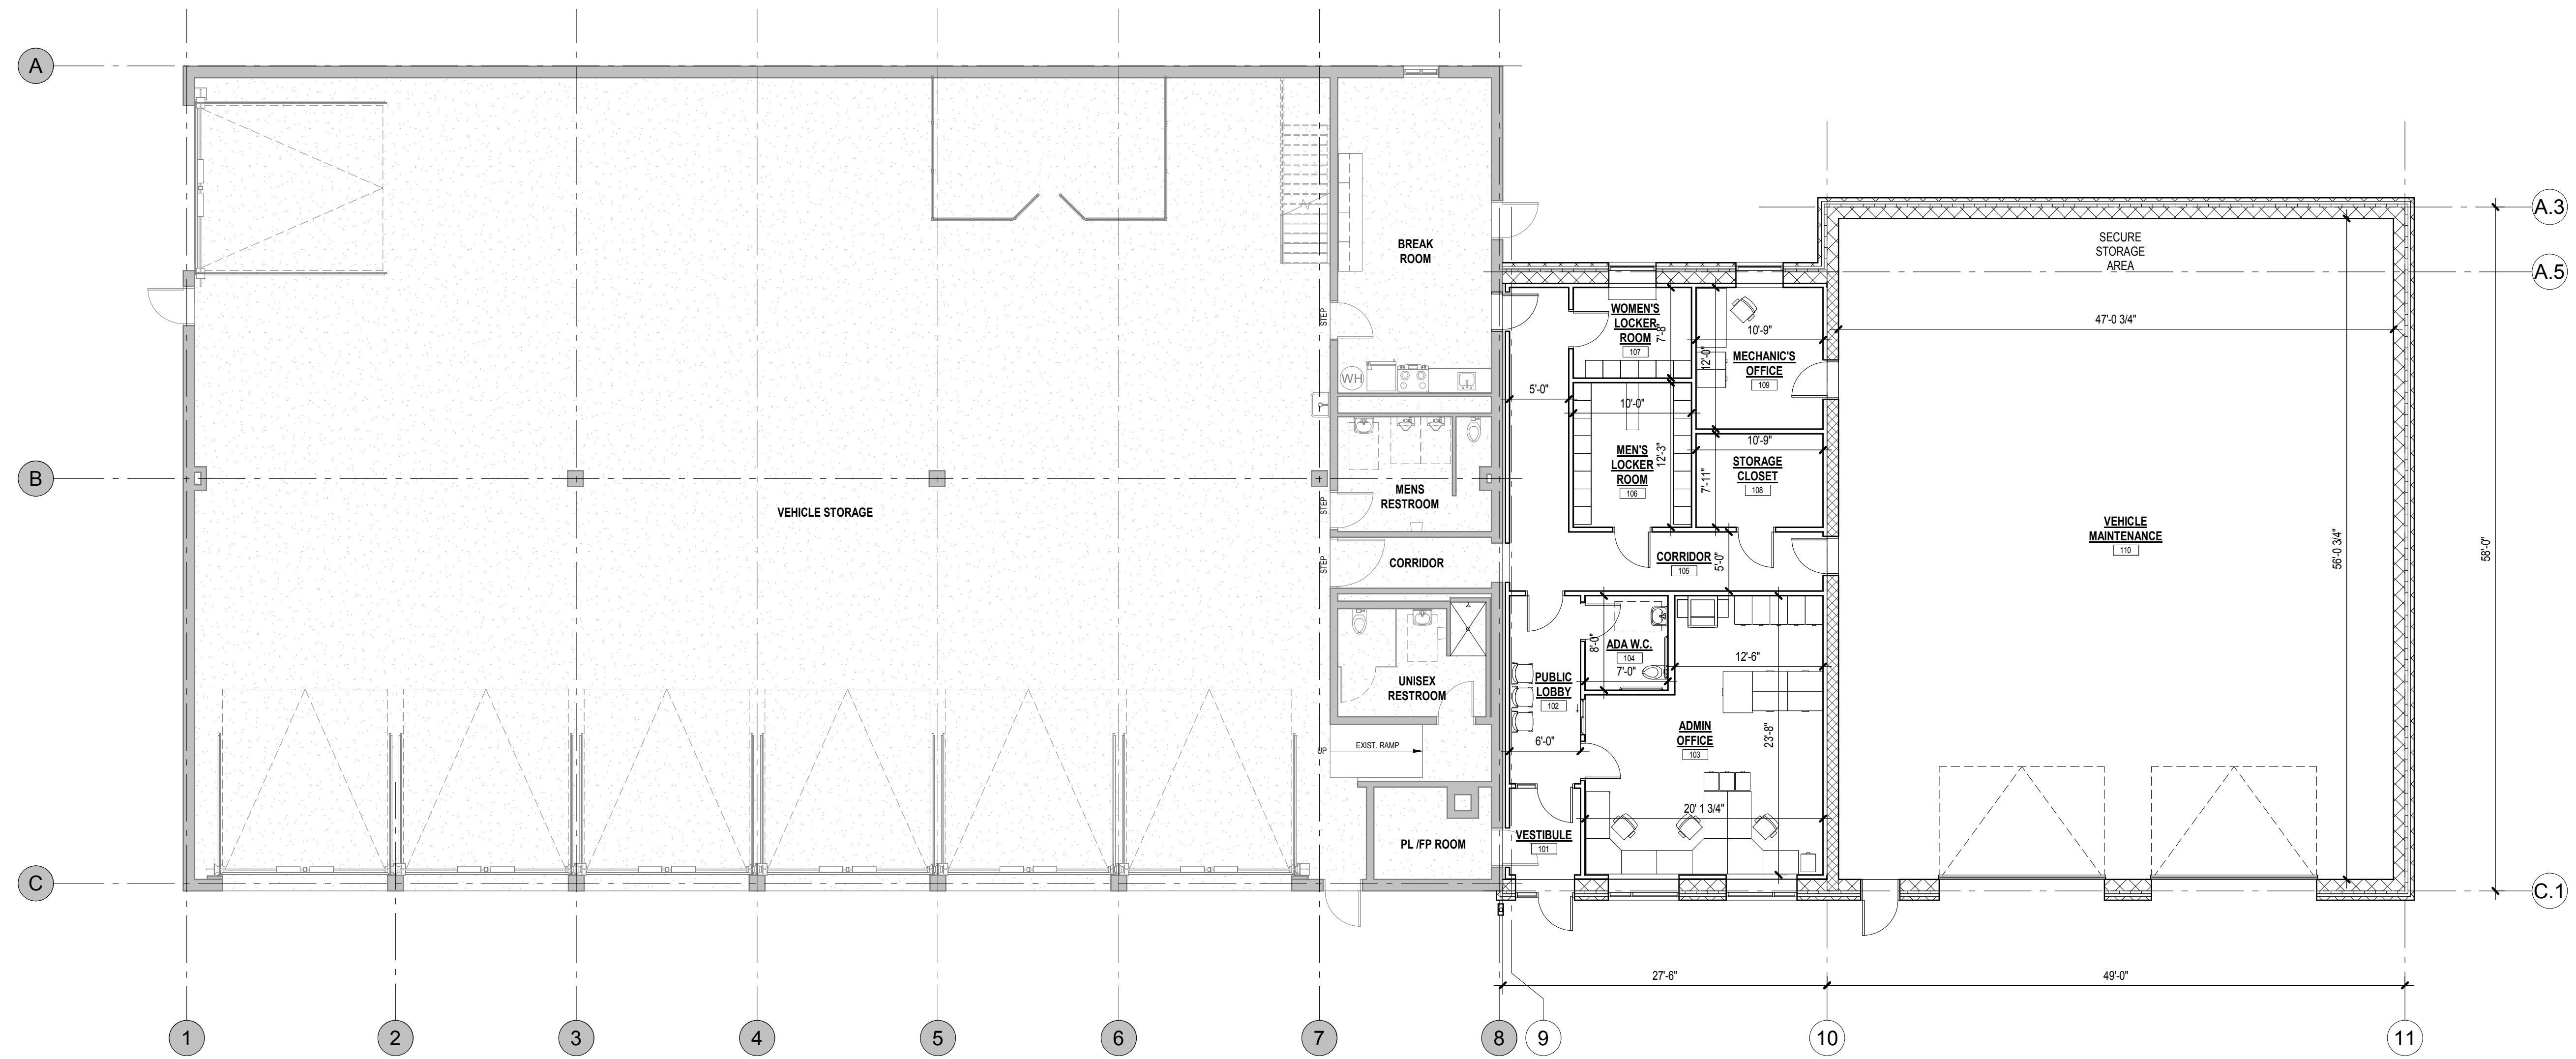 A
A.3
SECURE
STORAGE
AREA
BREAK
ROOM
A.5
STEP
WOMEN'S
LOCKER
ROOM
107
7'-8"
10'-9"
47'-0 3/4"
12'-0"
MECHANIC'S
OFFICE
109
WH
5'-0"
10'-0"
10'-9"
B
MEN'S
LOCKER
ROOM
106
12'-3"
STORAGE
CLOSET
108
7'-11"
MENS
RESTROOM
STEP
VEHICLE STORAGE
VEHICLE
MAINTENANCE
110
56'-0 3/4"
58'-0"
STEP
CORRIDOR
CORRIDOR
105
5'-0"
ADA W.C.
104
8'-0"
7'-0"
12'-6"
UNISEX
RESTROOM
PUBLIC
LOBBY
102
6'-0"
ADMIN
OFFICE
103
23'-8"
UP
EXIST. RAMP
20' 1 3/4"
VESTIBULE
101
PL /FP ROOM
C
C.1
27'-6"
49'-0"
1
2
3
4
5
6
7
8
9
10
11